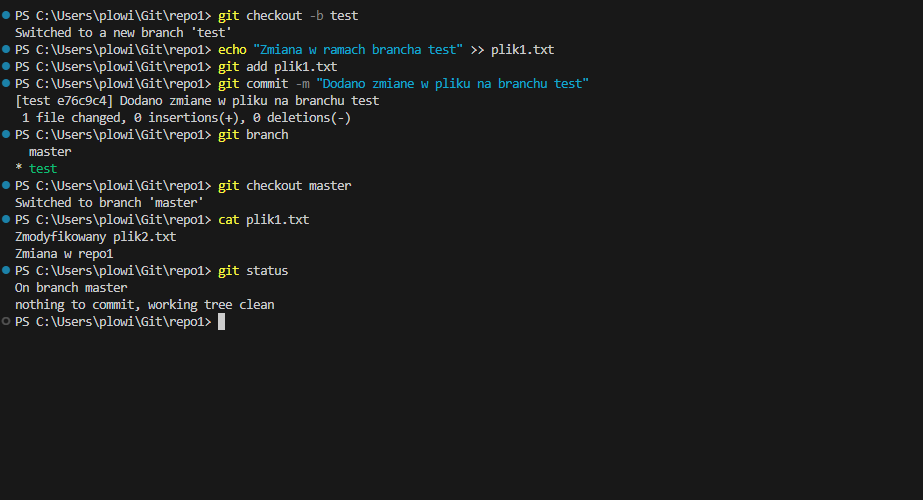 PS C:\Users\plowi\Git\repo1> git checkout -b test
Switched to a new branch 'test'
PS C:\Users\plowi\Git\repo1> echo "Zmiana w ramach brancha test" >> plik1.txt
PS C:\Users\plowi\Git\repo1> git add plik1.txt
PS C:\Users\plowi\Git\repo1> git commit -m "Dodano zmiane w pliku na branchu test"
[test e76c9c4] Dodano zmiane w pliku na branchu test
 1 file changed, 0 insertions(+), 0 deletions(-)
PS C:\Users\plowi\Git\repo1> git branch
  master
* test
PS C:\Users\plowi\Git\repo1> git checkout master
Switched to branch 'master'
PS C:\Users\plowi\Git\repo1> cat plik1.txt
Zmodyfikowany plik2.txt
Zmiana w repo1
PS C:\Users\plowi\Git\repo1> git status
On branch master
nothing to commit, working tree clean
PS C:\Users\plowi\Git\repo1>